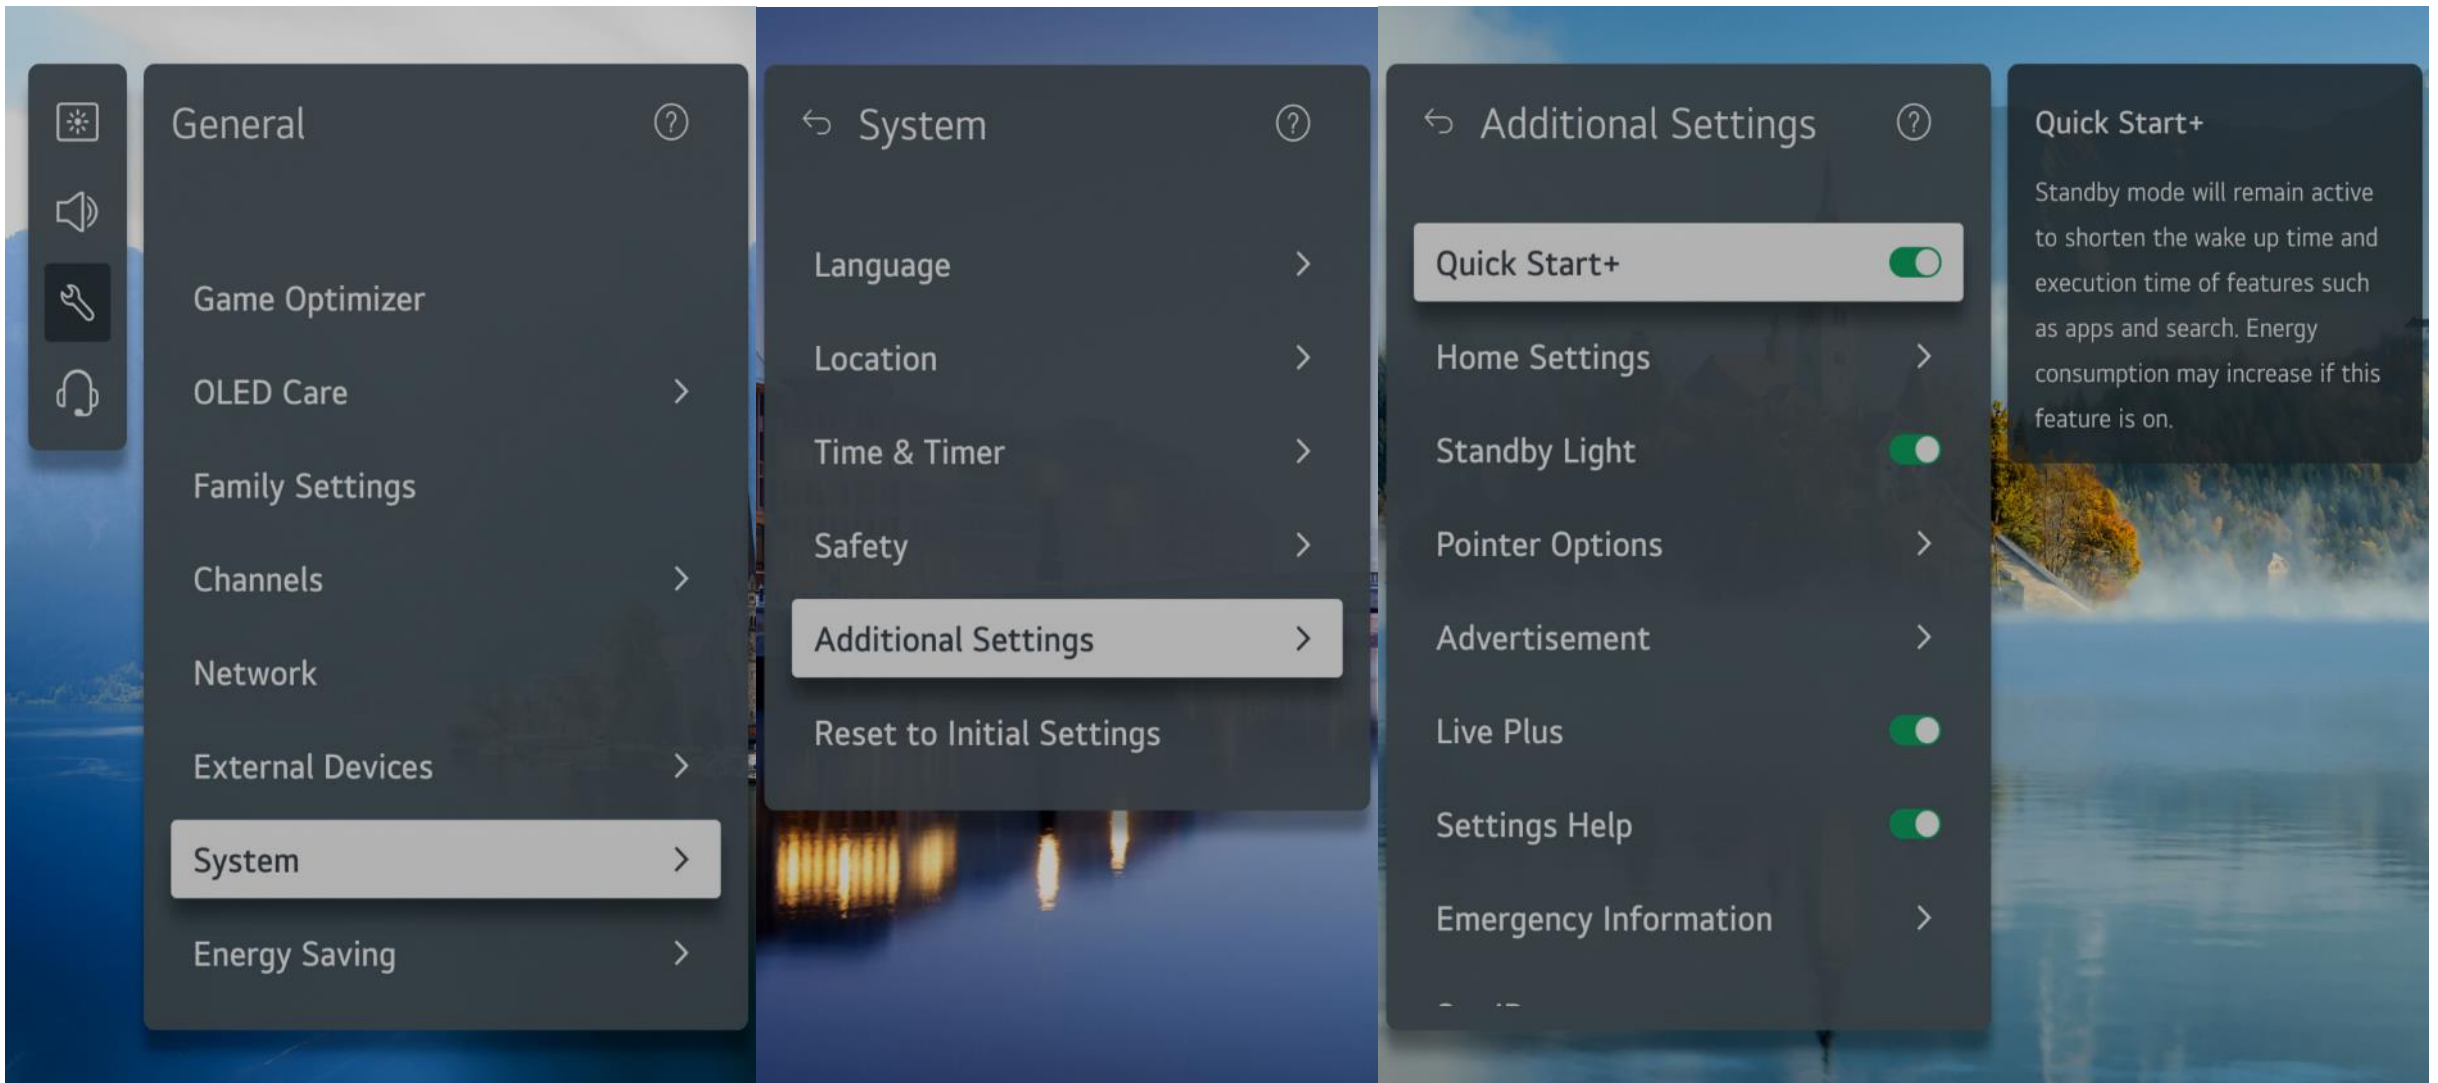 General
Game Optimizer
OLED Care
Family Settings
Channels
Network
External Devices
System
Energy Saving
System
Language
Location
Time & Timer
Safety
Additional Settings
Reset to Initial Settings
Additional Settings
Quick Start+
Home Settings
Standby Light
Pointer Options
Advertisement
Live Plus
Settings Help
Emergency Information
Quick Start+
Standby mode will remain active
to shorten the wake up time and
execution time of features such
as apps and search. Energy
consumption may increase if this
feature is on.